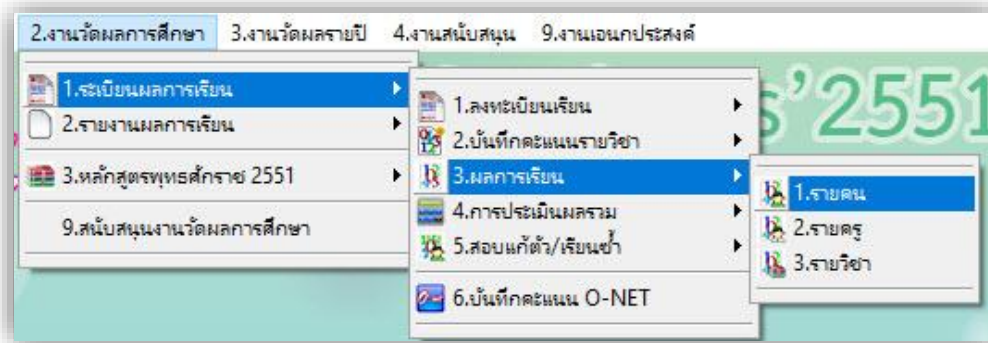 2.งานวัดผลการศึกษา 3.งานวัดผลรายปี 4.งานสนับสนุน 9.งานเอนกประสงค์
1.ระเบียนผลการเรียน
2.รายงานผลการเรียน
3.หลักสูตรพุทธศักราช 2551
9.สนับสนุนงานวัดผลการศึกษา
1.ลงทะเบียนเรียน
2.บันทึกคะแนนรายวิชา
3.ผลการเรียน
4.การประเมินผลรวม
5.สอบแก้ตัว/เรียนซ้ำ
6.บันทึกคะแนน O-NET
1.รายคน
2.รายครู
3.รายวิชา
’2551